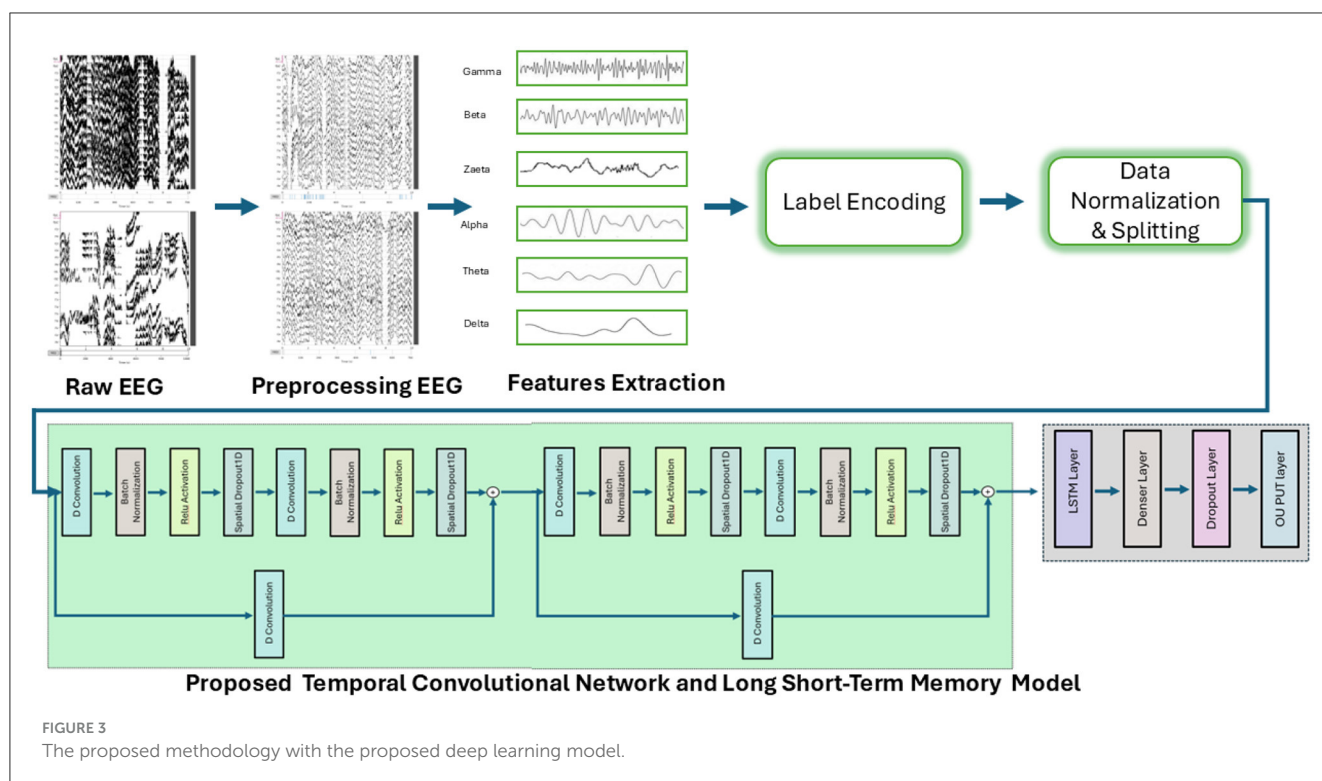 Gamma
Beta
Zaeta
Alpha
Theta
Delta
Raw EEG
Preprocessing EEG
Features Extraction
Label Encoding
Data
Normalization
& Splitting
D Convolution
Batch
Normalization
Relu Activation
Spatial Dropout1D
D Convolution
Batch
Normalization
Relu Activation
Spatial Dropout1D
+
D Convolution
Batch
Normalization
Relu Activation
Spatial Dropout1D
D Convolution
Batch
Normalization
Relu Activation
Spatial Dropout1D
+
LSTM Layer
Denser Layer
Dropout Layer
OU PUT layer
D Convolution
D Convolution
Proposed Temporal Convolutional Network and Long Short-Term Memory Model
FIGURE 3
The proposed methodology with the proposed deep learning model.